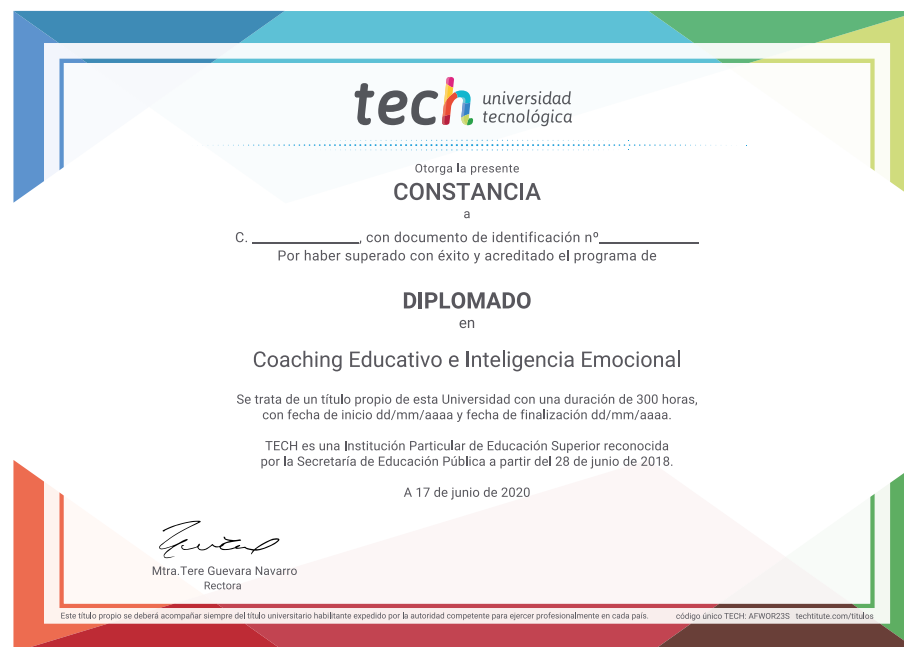 tech universidad
tecnológica
Otorga la presente
CONSTANCIA
a
C. ____________, con documento de identificación nº____________
Por haber superado con éxito y acreditado el programa de
DIPLOMADO
en
Coaching Educativo e Inteligencia Emocional
Se trata de un título propio de esta Universidad con una duración de 300 horas,
con fecha de inicio dd/mm/aaaa y fecha de finalización dd/mm/aaaa.
TECH es una Institución Particular de Educación Superior reconocida
por la Secretaría de Educación Pública a partir del 28 de junio de 2018.
A 17 de junio de 2020
Mtra.Tere Guevara Navarro
Rectora
Este título propio se deberá acompañar siempre del título universitario habilitante expedido por la autoridad competente para ejercer profesionalmente en cada país. código único TECH: AFWOR23S techtitute.com/titulos